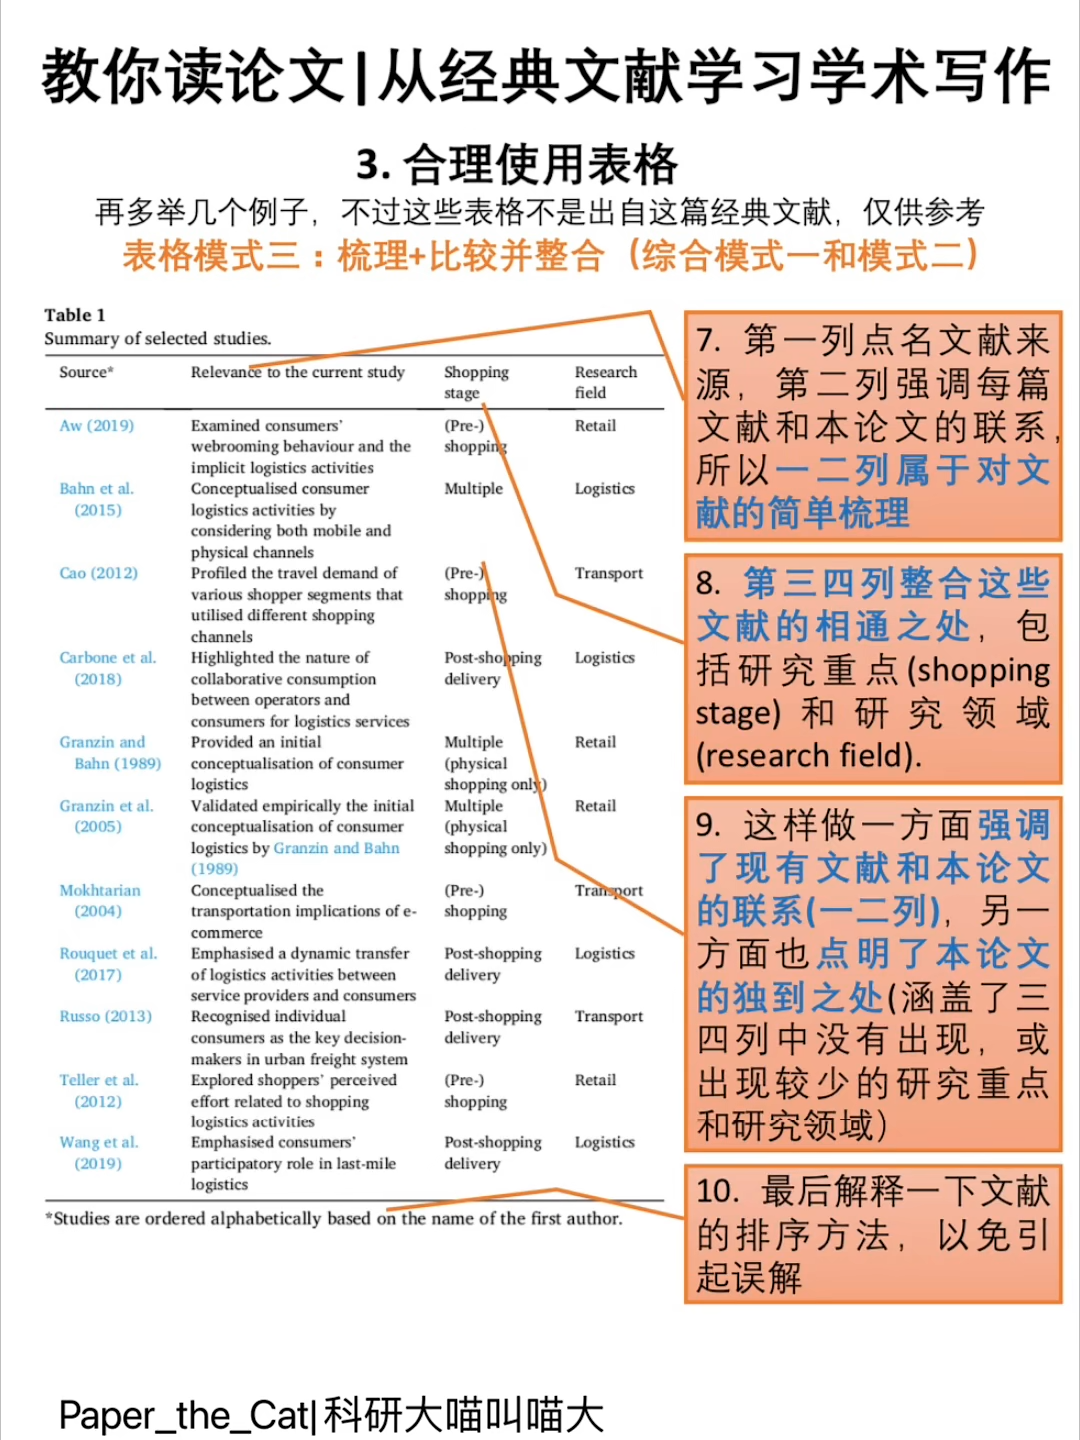 教你读论文|从经典文献学习学术写作
3. 合理使用表格
再多举几个例子，不过这些表格不是出自这篇经典文献，仅供参考
表格模式三：梳理+比较并整合（综合模式一和模式二）
Table 1
Summary of selected studies.
Source* Relevance to the current study Shopping Research
stage field
Aw (2019) Examined consumers' (Pre-) Retail
webrooming behaviour and the shopping
implicit logistics activities
Bahn et al. Conceptualised consumer Multiple Logistics
(2015) logistics activities by
considering both mobile and
physical channels
Cao (2012) Profiled the travel demand of (Pre-) Transport
various shopper segments that shopping
utilised different shopping
channels
Carbone et al. Highlighted the nature of Post-shopping Logistics
(2018) collaborative consumption delivery
between operators and
consumers for logistics services
Granzin and Provided an initial Multiple Retail
Bahn (1989) conceptualisation of consumer (physical
logistics shopping only)
Granzin et al. Validated empirically the initial Multiple Retail
(2005) conceptualisation of consumer (physical
logistics by Granzin and Bahn shopping only)
(1989)
Mokhtarian Conceptualised the (Pre-) Transport
(2004) transportation implications of e- shopping
commerce
Rouquet et al. Emphasised a dynamic transfer Post-shopping Logistics
(2017) of logistics activities between delivery
service providers and consumers
Russo (2013) Recognised individual Post-shopping Transport
consumers as the key decision- delivery
makers in urban freight system
Teller et al. Explored shoppers' perceived (Pre-) Retail
(2012) effort related to shopping shopping
logistics activities
Wang et al. Emphasised consumers' Post-shopping Logistics
(2019) participatory role in last-mile delivery
logistics
*Studies are ordered alphabetically based on the name of the first author.
7. 第一列点名文献来
源，第二列强调每篇
文献和本论文的联系，
所以一二列属于对文
献的简单梳理
8. 第三四列整合这些
文献的相通之处，包
括研究重点(shopping
stage)和研究领域
(research field).
9. 这样做一方面强调
了现有文献和本论文
的联系(一二列)，另一
方面也点明了本论文
的独到之处(涵盖了三
四列中没有出现，或
出现较少的研究重点
和研究领域）
10. 最后解释一下文献
的排序方法，以免引
起误解
Paper_the_Cat|科研大喵叫喵大